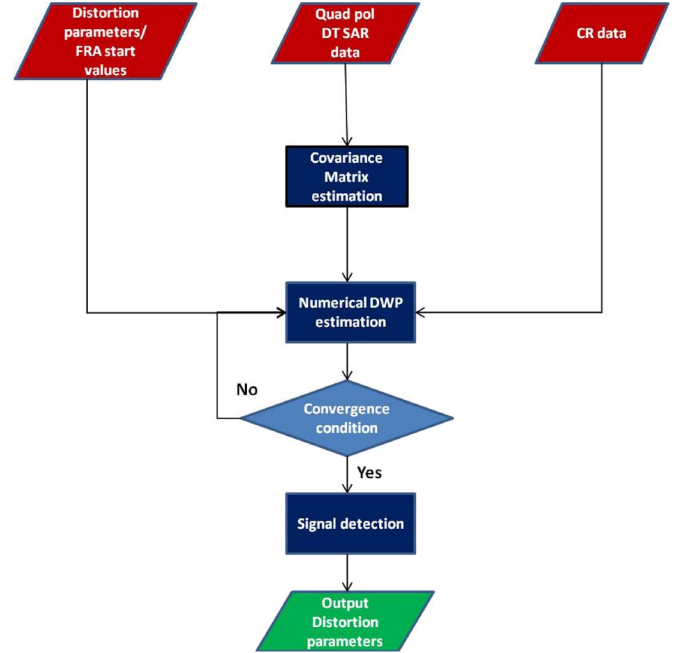 Distortion
parameters/
FRA start
values
Quad pol
DT SAR
data
CR data
Covariance
Matrix
estimation
Numerical DWP
estimation
No
Convergence
condition
Yes
Signal detection
Output
Distortion
parameters